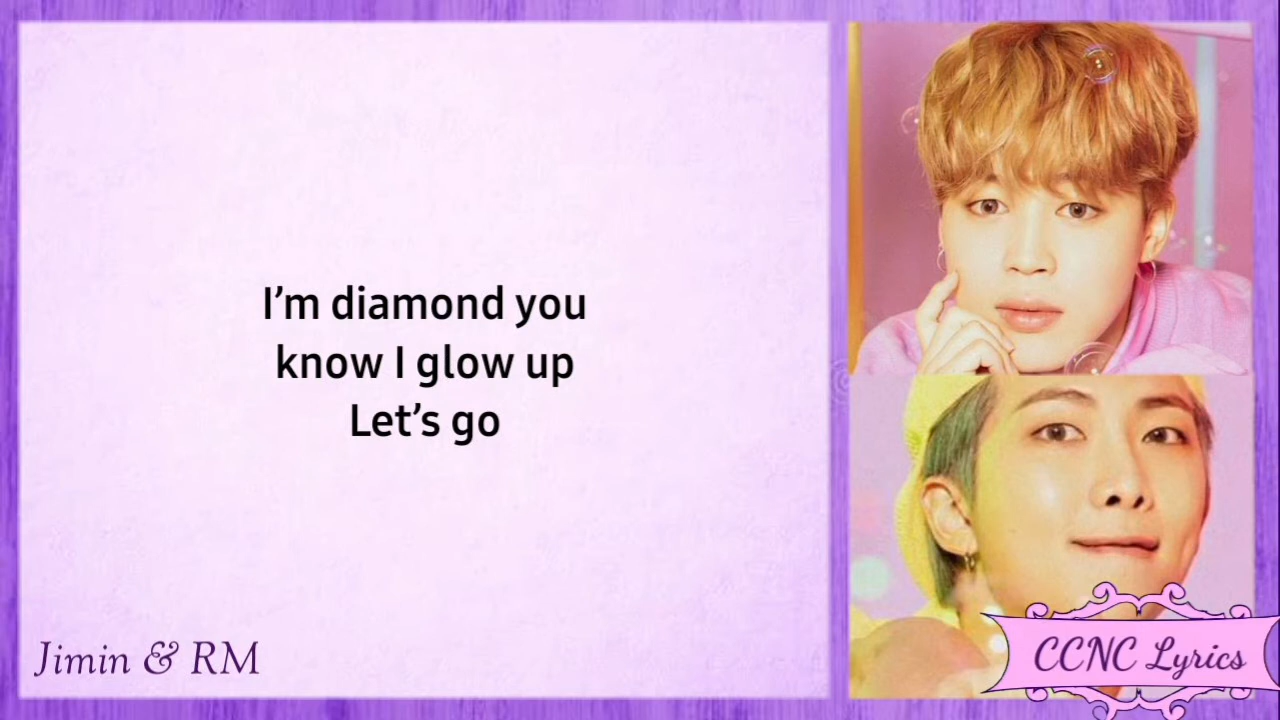 I’m diamond you
know I glow up
Let’s go
Jimin & RM
CCNC Lyrics